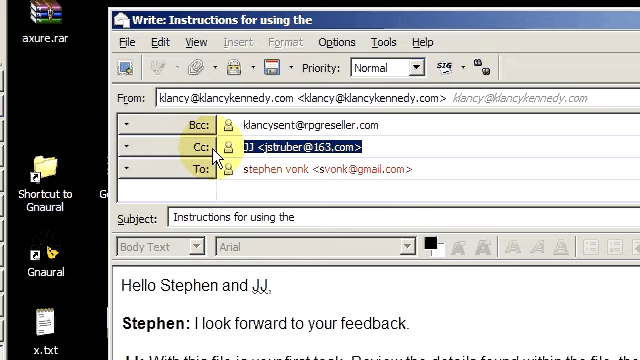 axure.rar
Write: Instructions for using the
File Edit View Insert Format Options Tools Help
Priority: Normal
From: klancy@klancykennedy.com <klancy@klancykennedy.com> klancy@klancykennedy.com
Bcc: klancysent@rpgreseller.com
Cc: JJ <jstruber@163.com>
To: stephen vonk <svonk@gmail.com>
Shortcut to
Gnaural
Subject: Instructions for using the
Body Text Arial
Gnaural
Hello Stephen and JJ,
Stephen: I look forward to your feedback.
x.txt